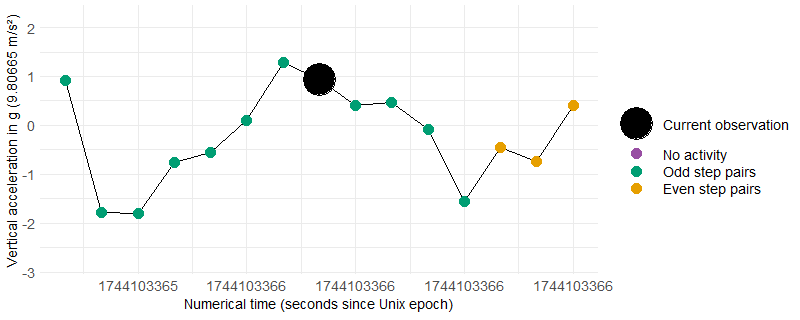 Vertical acceleration in g (9.80665 m/s²)
2
1
0
-1
-2
-3
1744103365 1744103366 1744103366 1744103366 1744103366
Numerical time (seconds since Unix epoch)
Current observation
No activity
Odd step pairs
Even step pairs